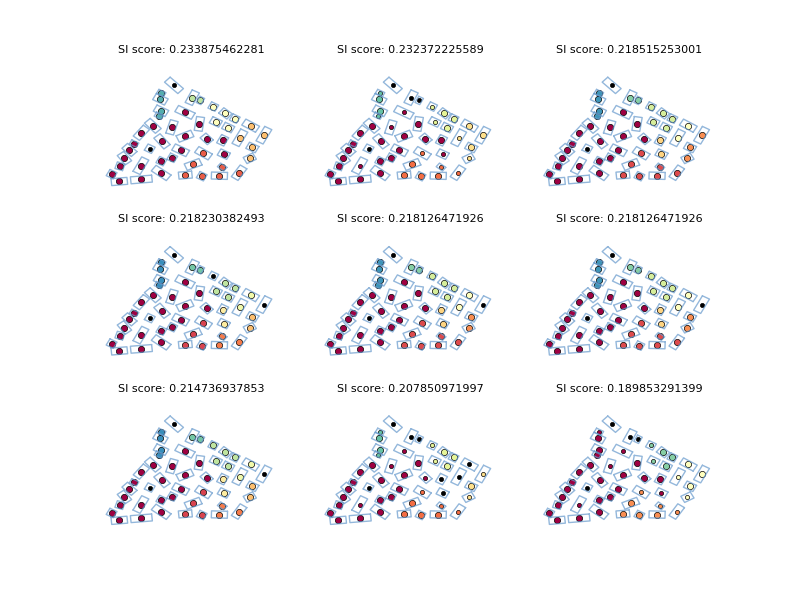 SI score: 0.233875462281
SI score: 0.232372225589
SI score: 0.218515253001
SI score: 0.218230382493
SI score: 0.218126471926
SI score: 0.218126471926
SI score: 0.214736937853
SI score: 0.207850971997
SI score: 0.189853291399